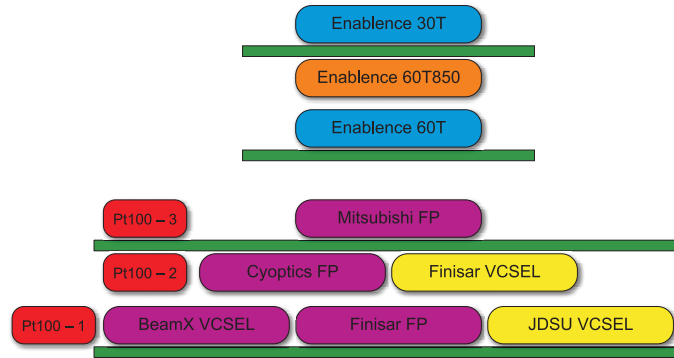 Enablence 30T
Enablence 60T850
Enablence 60T
Pt100 – 3 Mitsubishi FP
Pt100 – 2 Cyoptics FP Finisar VCSEL
Pt100 – 1 BeamX VCSEL Finisar FP JDSU VCSEL